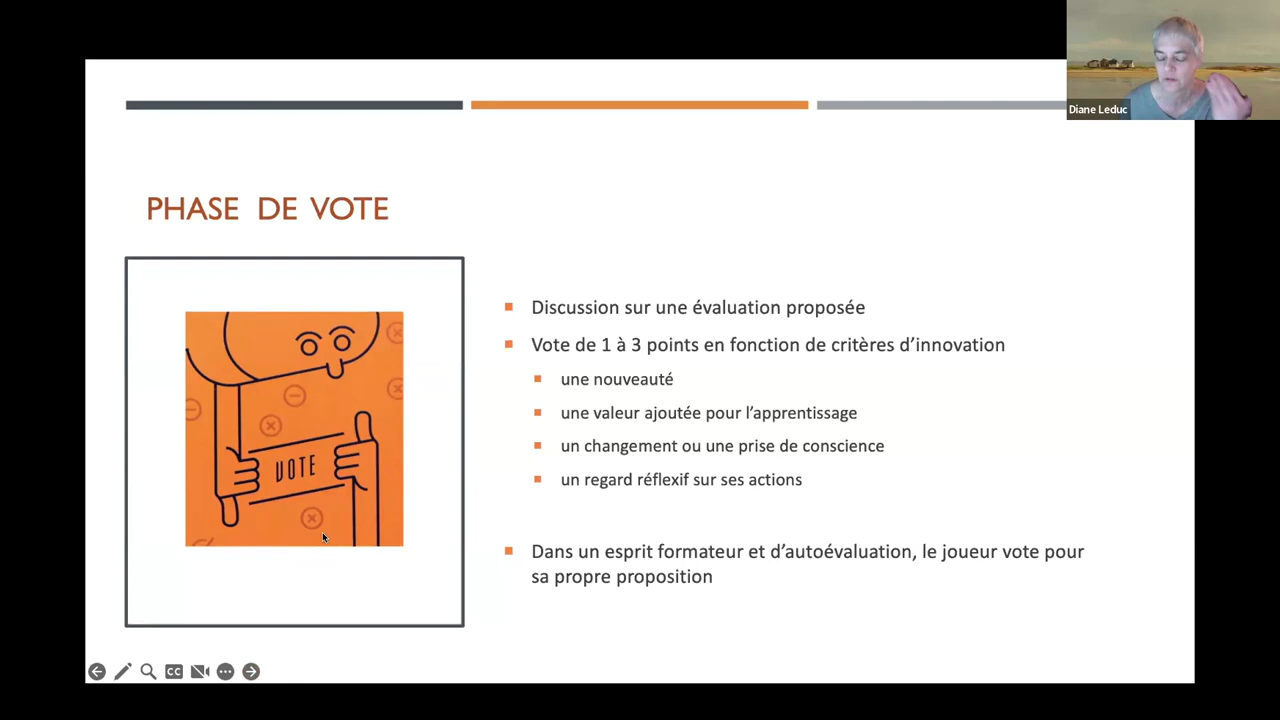 Diane Leduc
PHASE DE VOTE
VOTE
Discussion sur une évaluation proposée
Vote de 1 à 3 points en fonction de critères d’innovation
une nouveauté
une valeur ajoutée pour l’apprentissage
un changement ou une prise de conscience
un regard réflexif sur ses actions
Dans un esprit formateur et d’autoévaluation, le joueur vote pour
sa propre proposition
CC